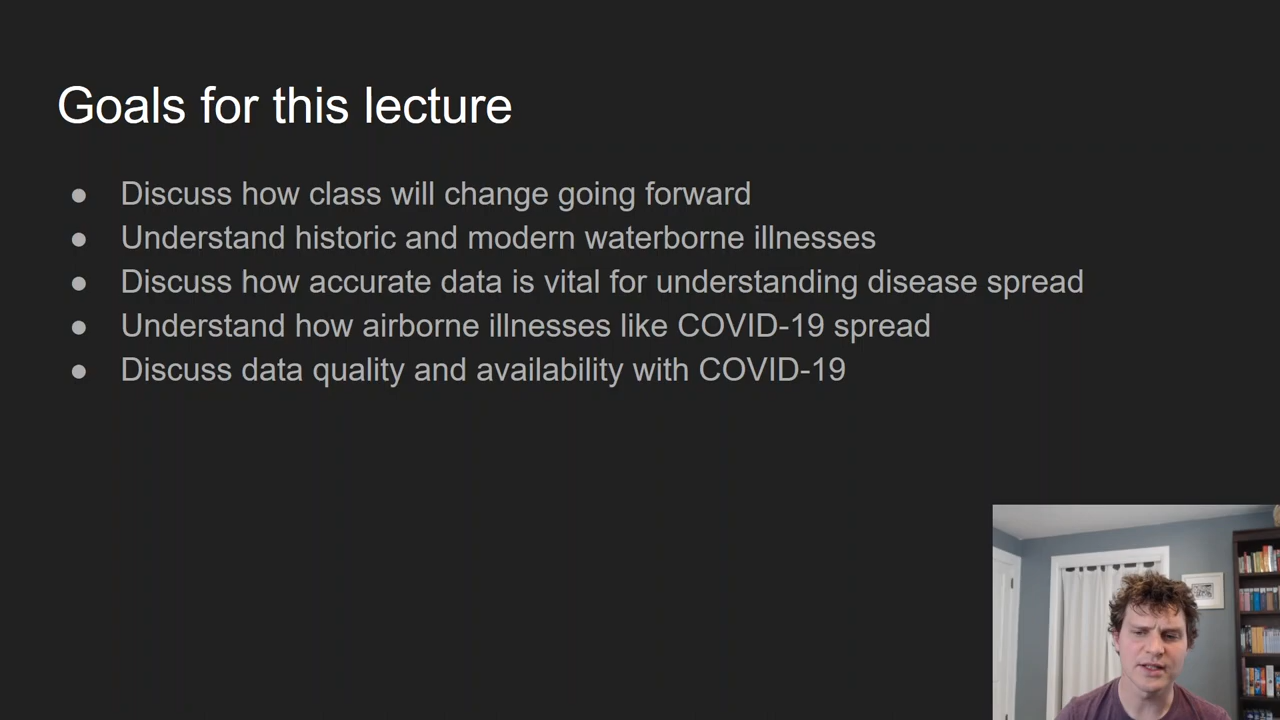 Goals for this lecture
● Discuss how class will change going forward
● Understand historic and modern waterborne illnesses
● Discuss how accurate data is vital for understanding disease spread
● Understand how airborne illnesses like COVID-19 spread
● Discuss data quality and availability with COVID-19